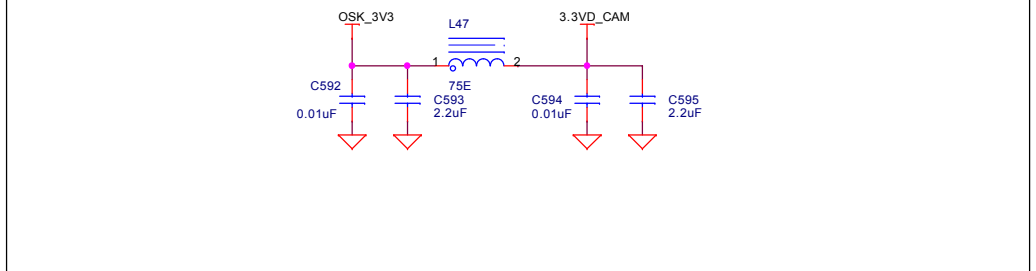 OSK_3V3
3.3VD_CAM
L47
1
2
75E
C592
0.01uF
C593
2.2uF
C594
0.01uF
C595
2.2uF